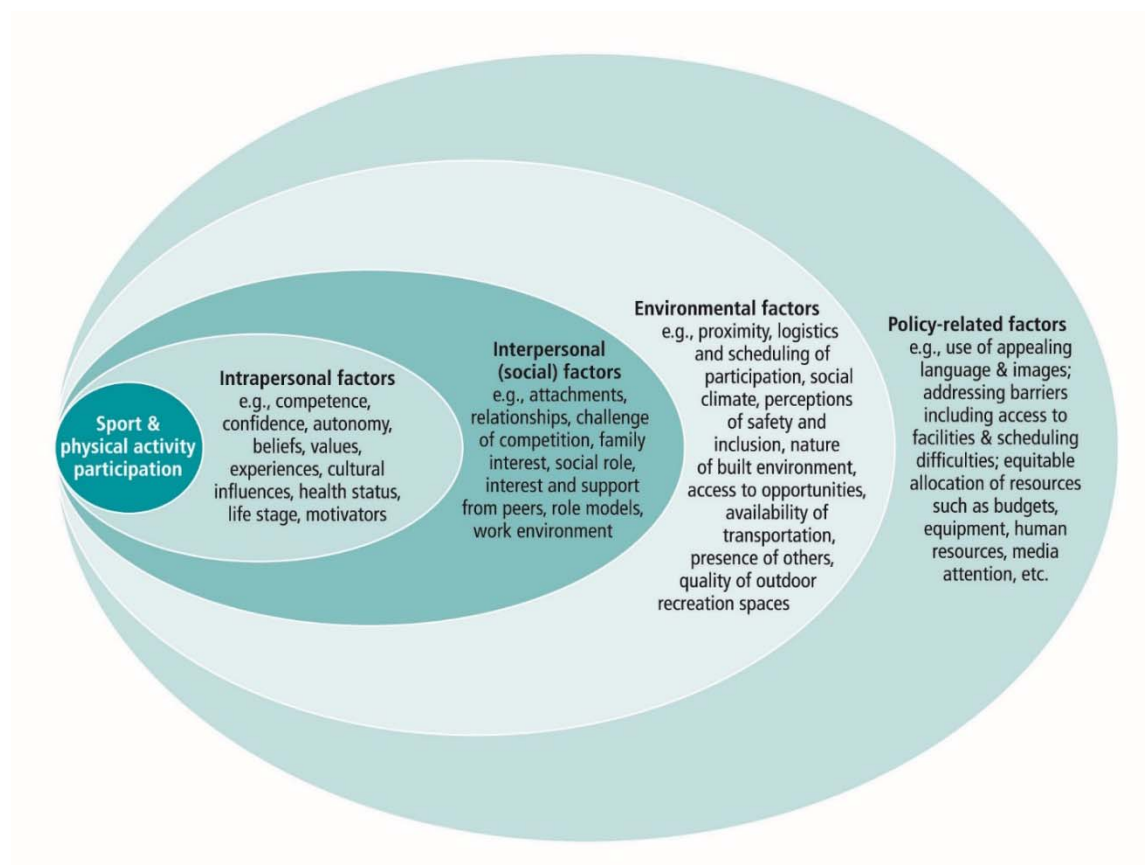 Sport &
physical activity
participation
Intrapersonal factors
e.g., competence,
confidence, autonomy,
beliefs, values,
experiences, cultural
influences, health status,
life stage, motivators
Interpersonal
(social) factors
e.g., attachments,
relationships, challenge
of competition, family
interest, social role,
interest and support
from peers, role models,
work environment
Environmental factors
e.g., proximity, logistics
and scheduling of
participation, social
climate, perceptions
of safety and
inclusion, nature
of built environment,
access to opportunities,
availability of
transportation,
presence of others,
quality of outdoor
recreation spaces
Policy-related factors
e.g., use of appealing
language & images;
addressing barriers
including access to
facilities & scheduling
difficulties; equitable
allocation of resources
such as budgets,
equipment, human
resources, media
attention, etc.